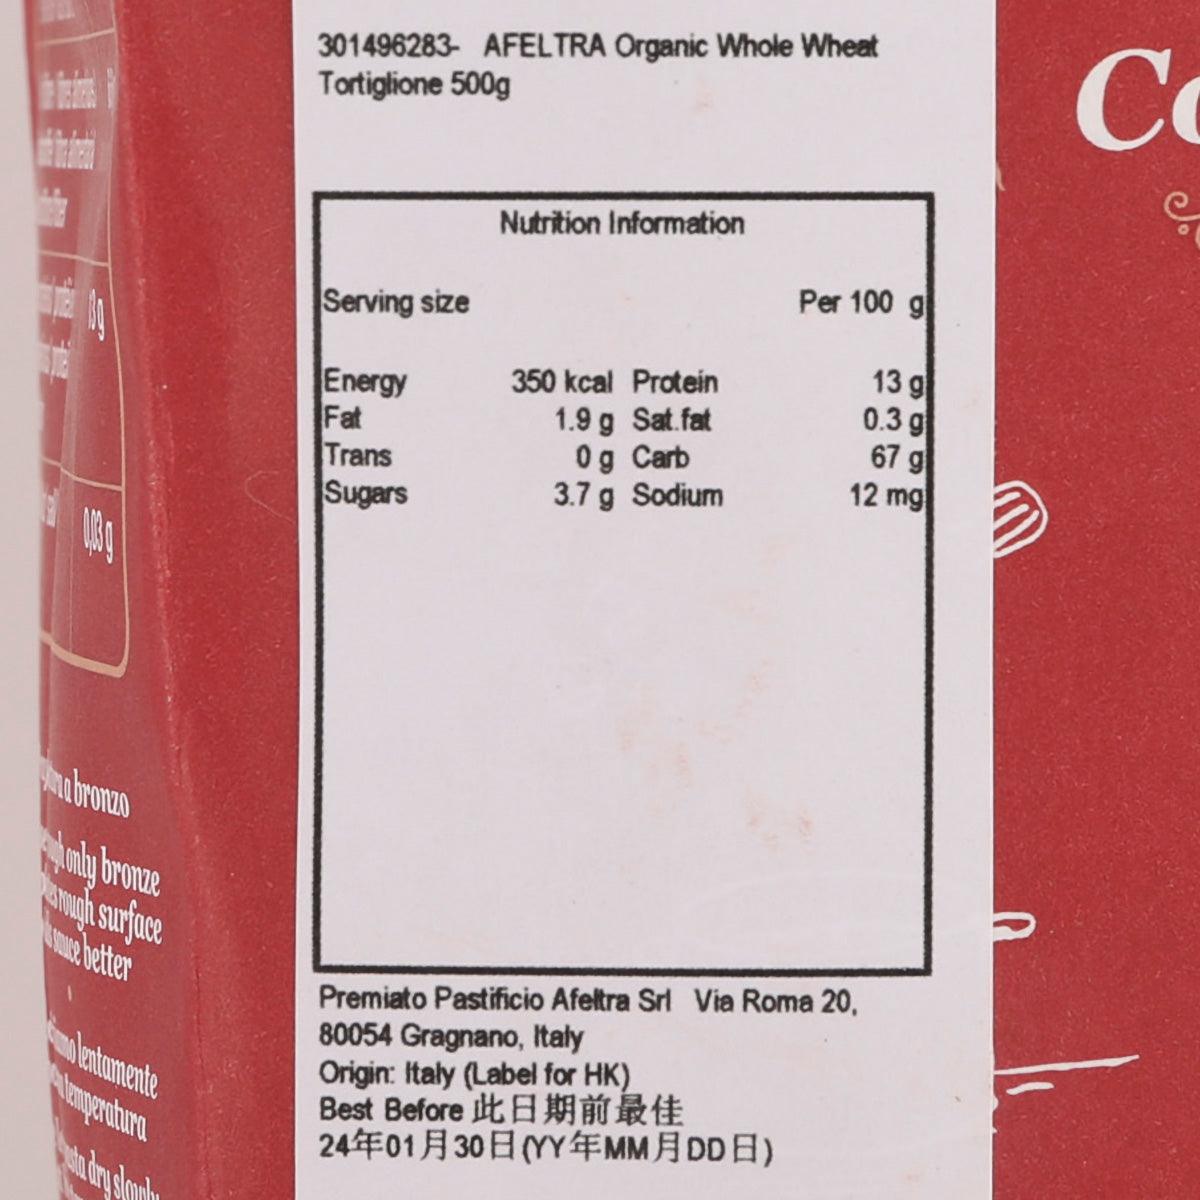 301496283- AFELTRA Organic Whole Wheat
Tortiglione 500g
Nutrition Information
Serving size Per 100 g
Energy 350 kcal Protein 13 g
Fat 1.9 g Sat.fat 0.3 g
Trans 0 g Carb 67 g
Sugars 3.7 g Sodium 12 mg
Premiato Pastificio Afeltra Srl Via Roma 20,
80054 Gragnano, Italy
Origin: Italy (Label for HK)
Best Before 此日期前最佳
24年01月30日(YY年MM月DD日)
13 g
0,03 g
a bronzo
only bronze
rough surface
sauce better
lentamente
temperatura
dry slowly